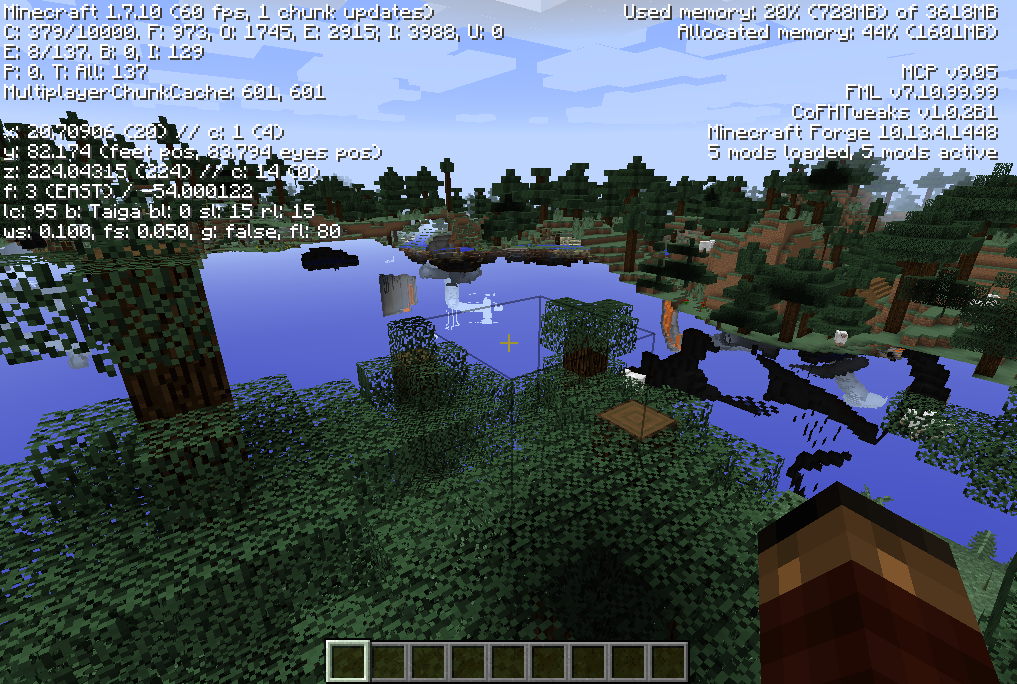 Minecraft 1.7.10 (60 fps, 1 chunk updates)
C: 379/10000. F: 973, O: 1745, E: 2915; I: 3988, U: 0
E: 8/137. B: 0, I: 129
P: 0. T: All: 137
MultiplayerChunkCache: 601, 601
x: 20.70906 (20) // c: 1 (4)
y: 82.174 (feet pos, 83.794 eyes pos)
z: 224.04315 (224) // c: 14 (0)
f: 3 (EAST) / -54.000122
lc: 95 b: Taiga bl: 0 sl: 15 rl: 15
ws: 0.100, fs: 0.050, g: false, fl: 80
Used memory: 20% (728MB) of 3618MB
Allocated memory: 44% (1601MB)
MCP v9.05
FML v7.10.99.99
CoFHTweaks v1.0.2B1
Minecraft Forge 10.13.4.1448
5 mods loaded, 5 mods active